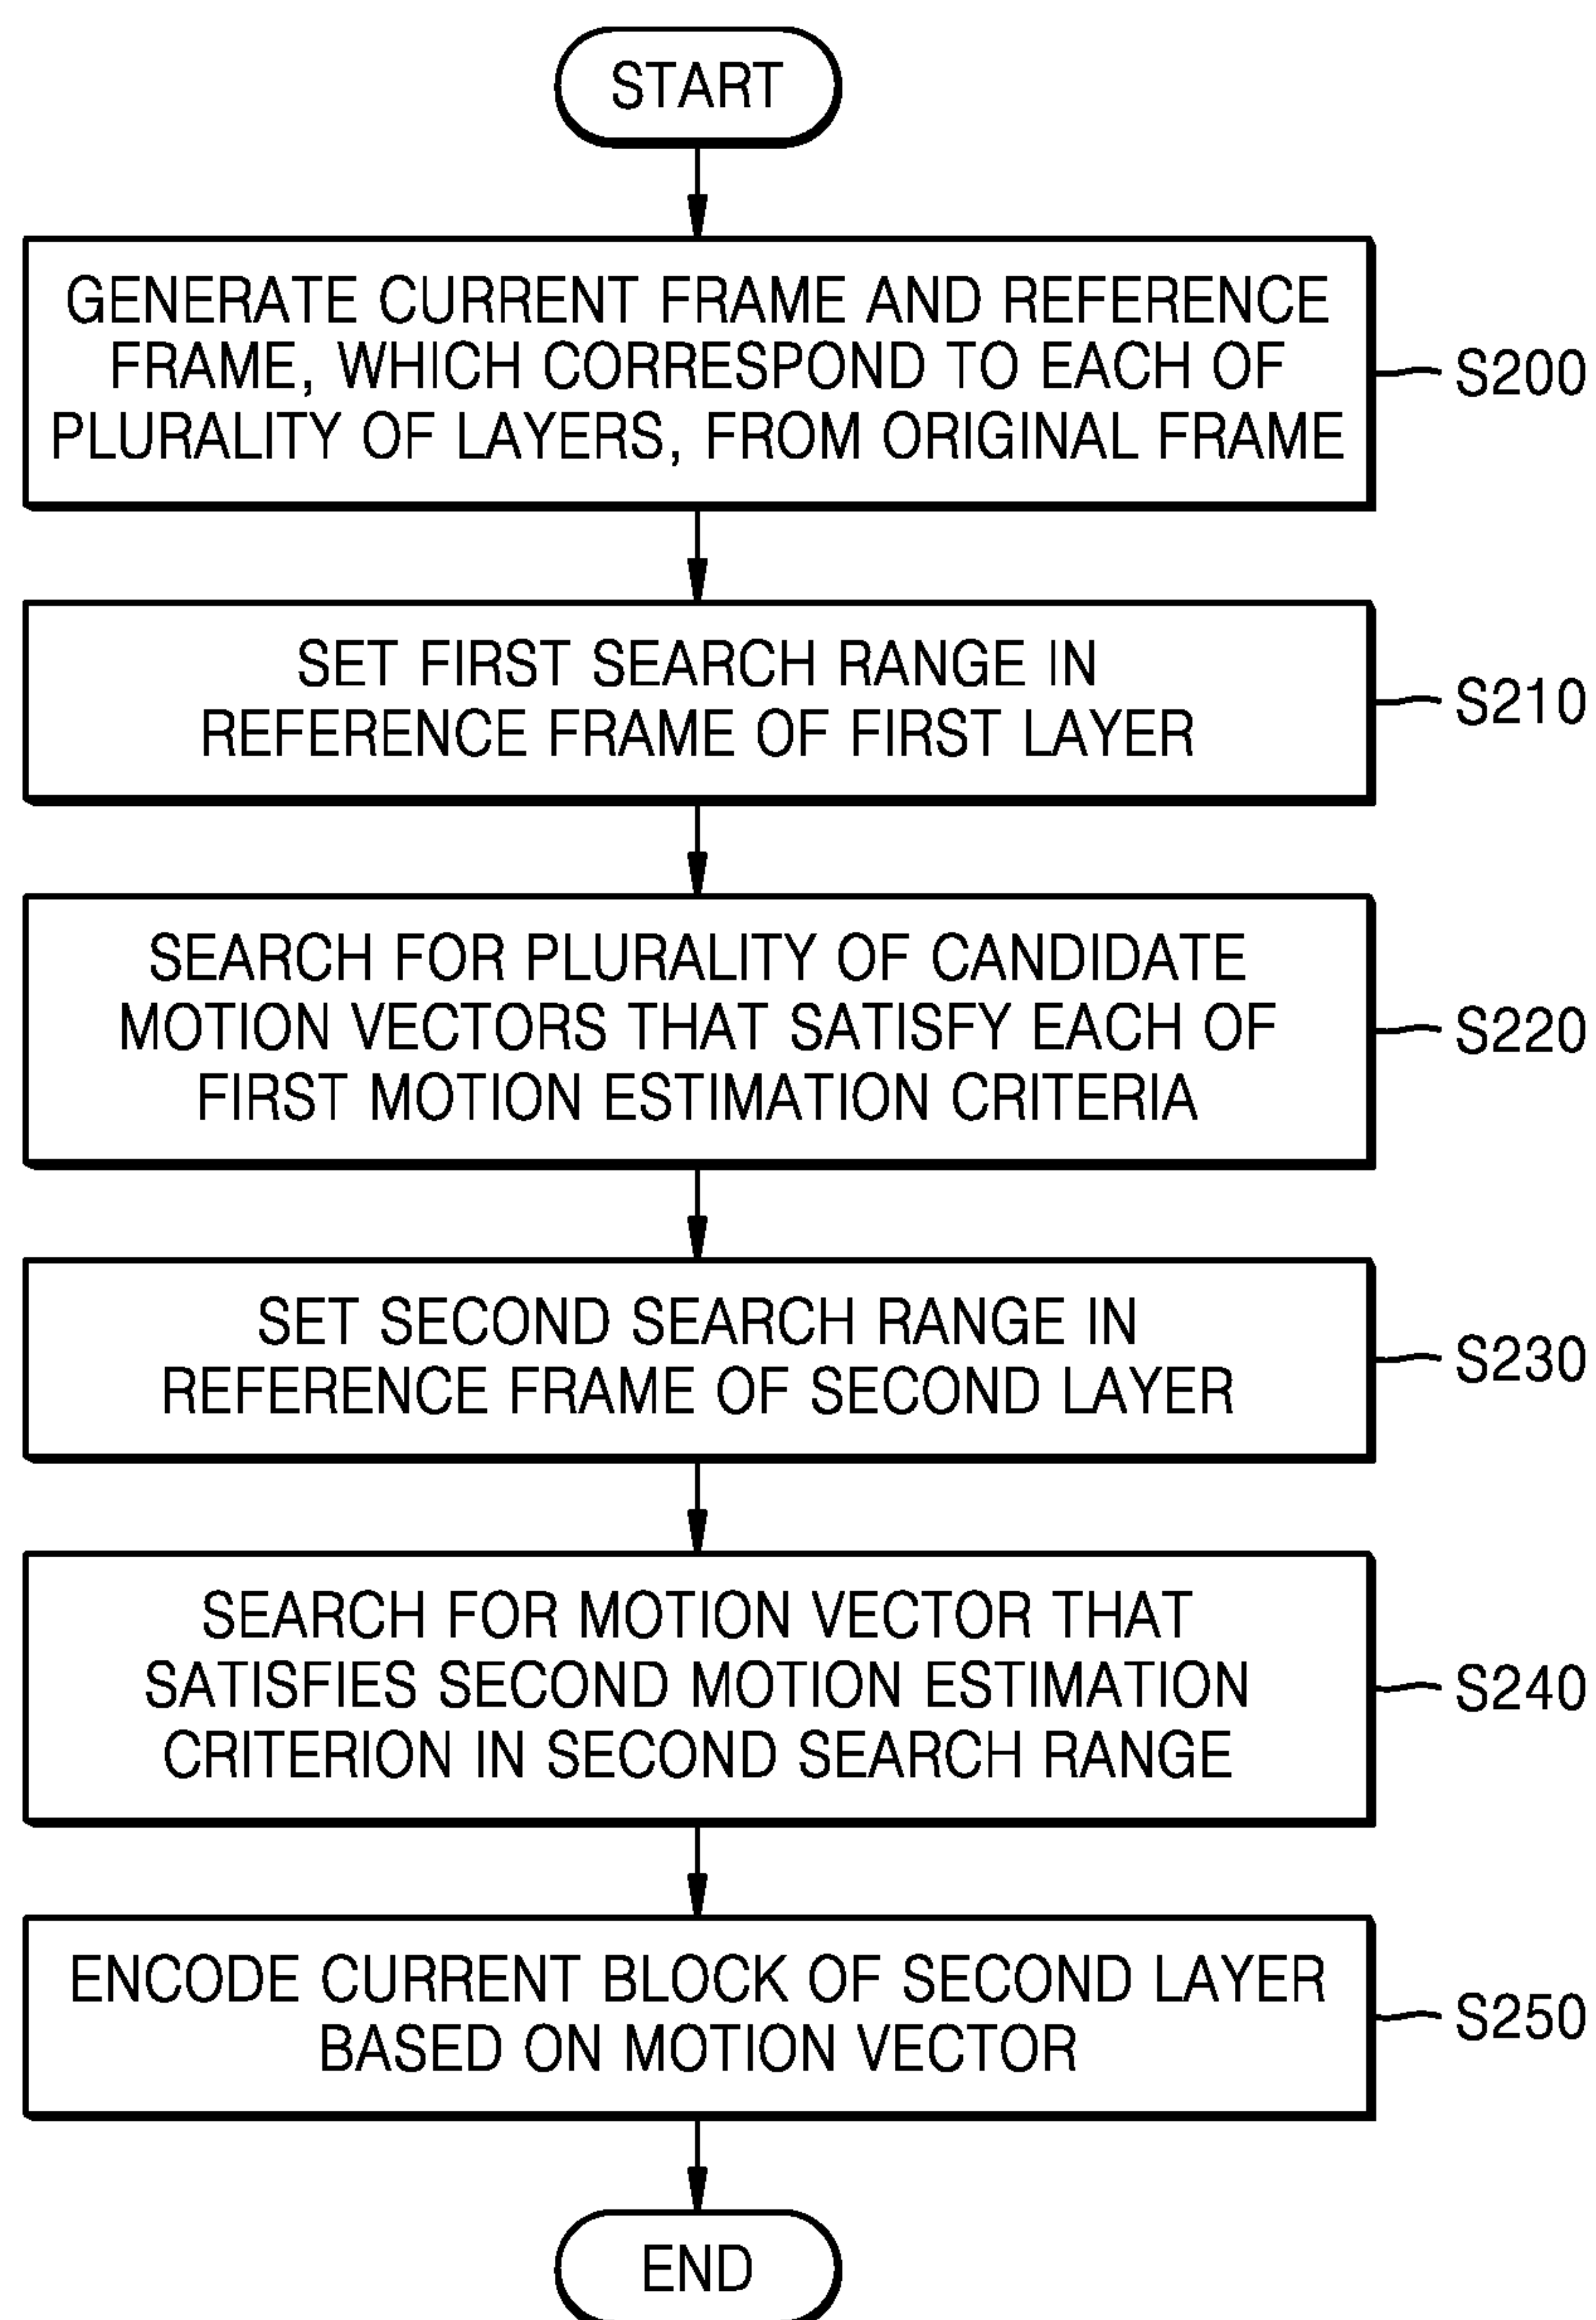 START
GENERATE CURRENT FRAME AND REFERENCE
FRAME, WHICH CORRESPOND TO EACH OF
PLURALITY OF LAYERS, FROM ORIGINAL FRAME
S200
SET FIRST SEARCH RANGE IN
REFERENCE FRAME OF FIRST LAYER
S210
SEARCH FOR PLURALITY OF CANDIDATE
MOTION VECTORS THAT SATISFY EACH OF
FIRST MOTION ESTIMATION CRITERIA
S220
SET SECOND SEARCH RANGE IN
REFERENCE FRAME OF SECOND LAYER
S230
SEARCH FOR MOTION VECTOR THAT
SATISFIES SECOND MOTION ESTIMATION
CRITERION IN SECOND SEARCH RANGE
S240
ENCODE CURRENT BLOCK OF SECOND LAYER
BASED ON MOTION VECTOR
S250
END